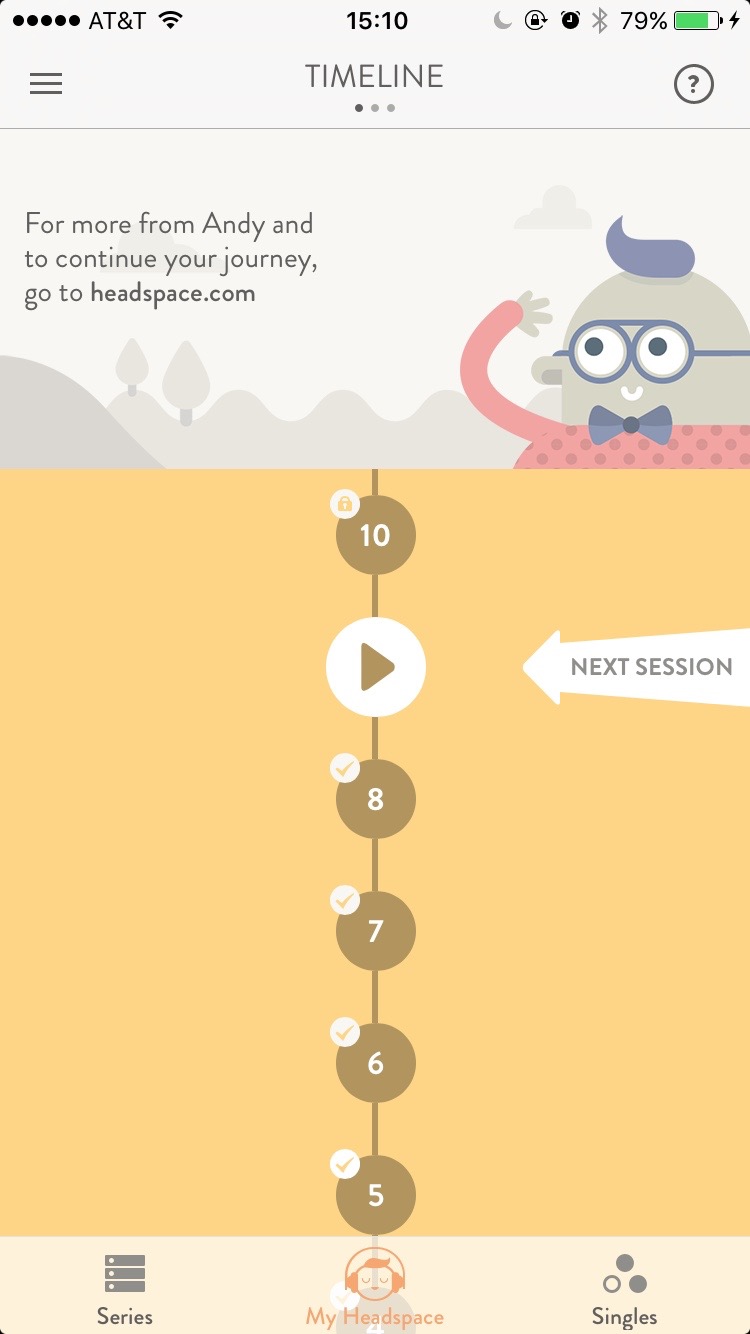 AT&T 15:10 79%
TIMELINE
?
For more from Andy and
to continue your journey,
go to headspace.com
10
NEXT SESSION
8
7
6
5
4
Series My Headspace Singles